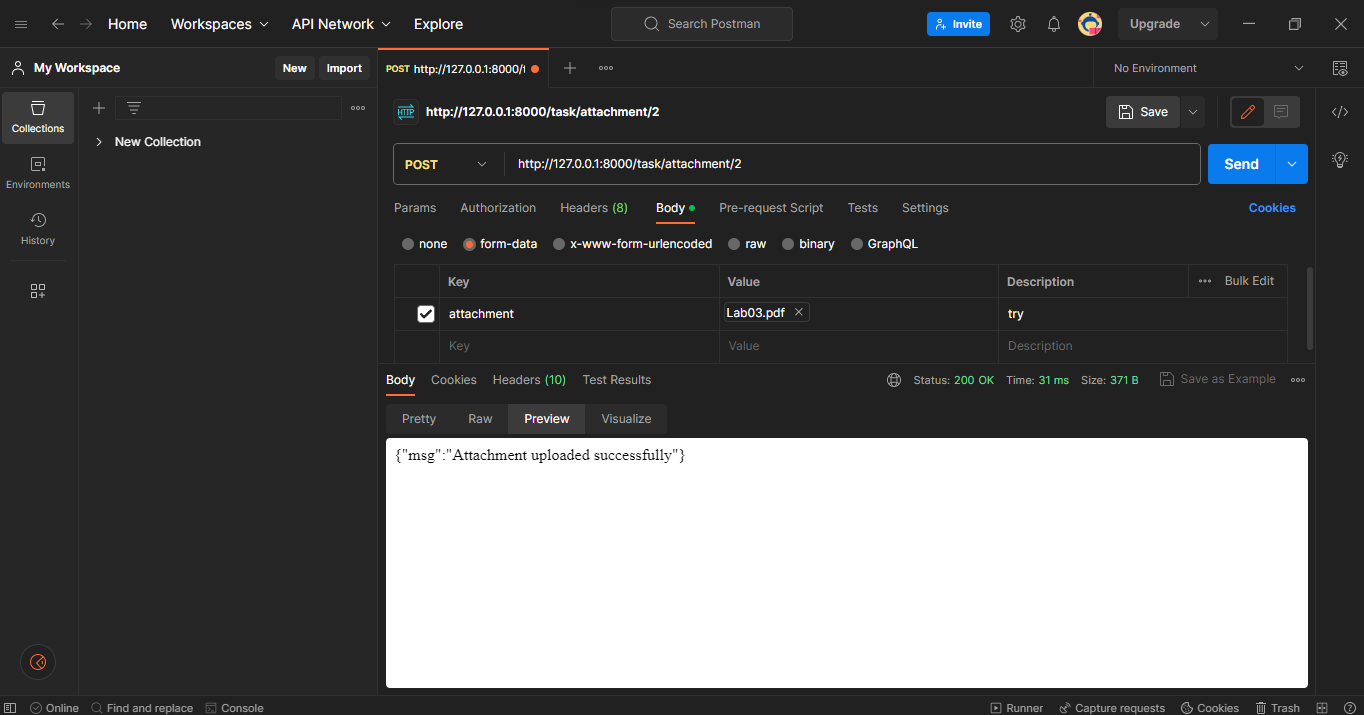 Home Workspaces API Network Explore Search Postman Invite Upgrade
My Workspace New Import POST http://127.0.0.1:8000/t No Environment
Collections
Environments
History
New Collection
HTTP http://127.0.0.1:8000/task/attachment/2 Save
POST http://127.0.0.1:8000/task/attachment/2 Send
Params Authorization Headers (8) Body Pre-request Script Tests Settings Cookies
none form-data x-www-form-urlencoded raw binary GraphQL
Key Value Description Bulk Edit
attachment Lab03.pdf try
Key Value Description
Body Cookies Headers (10) Test Results Status: 200 OK Time: 31 ms Size: 371 B Save as Example
Pretty Raw Preview Visualize
{"msg":"Attachment uploaded successfully"}
Online Find and replace Console Runner Capture requests Cookies Trash